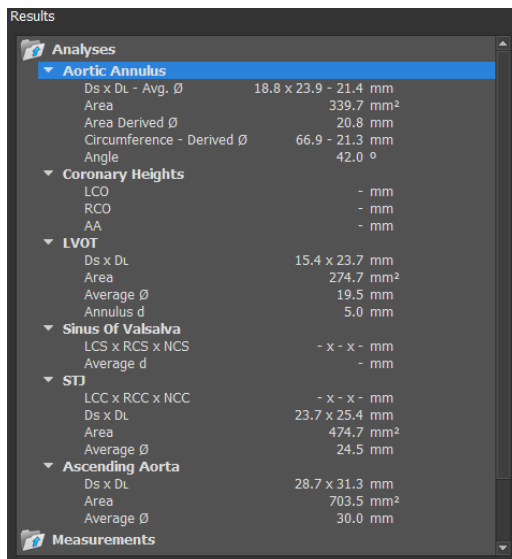 Results
Analyses
Aortic Annulus
Ds x DL - Avg. Ø 18.8 x 23.9 - 21.4 mm
Area 339.7 mm²
Area Derived Ø 20.8 mm
Circumference - Derived Ø 66.9 - 21.3 mm
Angle 42.0 º
Coronary Heights
LCO - mm
RCO - mm
AA - mm
LVOT
Ds x DL 15.4 x 23.7 mm
Area 274.7 mm²
Average Ø 19.5 mm
Annulus d 5.0 mm
Sinus Of Valsalva
LCS x RCS x NCS - x - x - mm
Average d - mm
STJ
LCC x RCC x NCC - x - x - mm
Ds x DL 23.7 x 25.4 mm
Area 474.7 mm²
Average Ø 24.5 mm
Ascending Aorta
Ds x DL 28.7 x 31.3 mm
Area 703.5 mm²
Average Ø 30.0 mm
Measurements